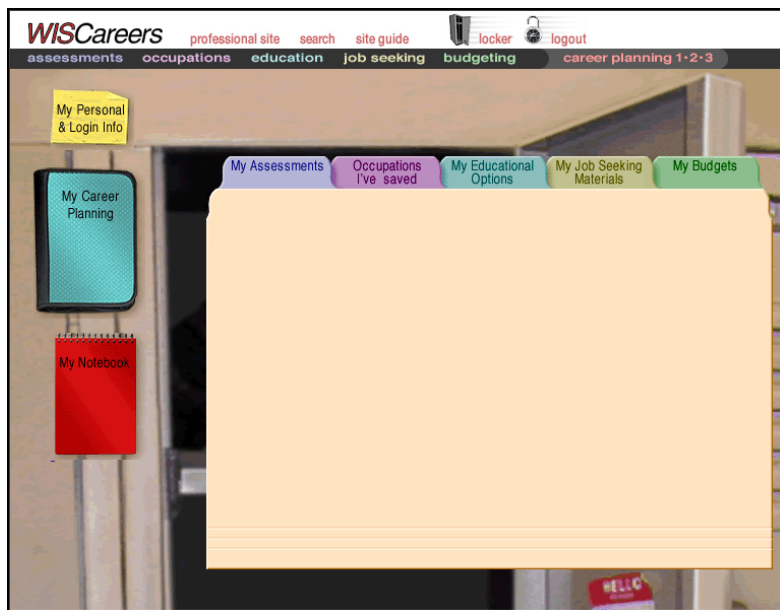 WISCareers
professional site search site guide locker logout
assessments occupations education job seeking budgeting career planning 1·2·3
My Personal
& Login Info
My Career
Planning
My Notebook
My Assessments
Occupations
I've saved
My Educational
Options
My Job Seeking
Materials
My Budgets
HELLO